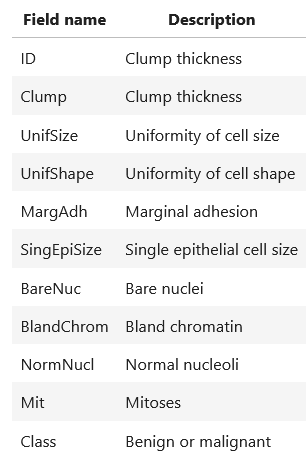 Field name Description
ID Clump thickness
Clump Clump thickness
UnifSize Uniformity of cell size
UnifShape Uniformity of cell shape
MargAdh Marginal adhesion
SingEpiSize Single epithelial cell size
BareNuc Bare nuclei
BlandChrom Bland chromatin
NormNucl Normal nucleoli
Mit Mitoses
Class Benign or malignant